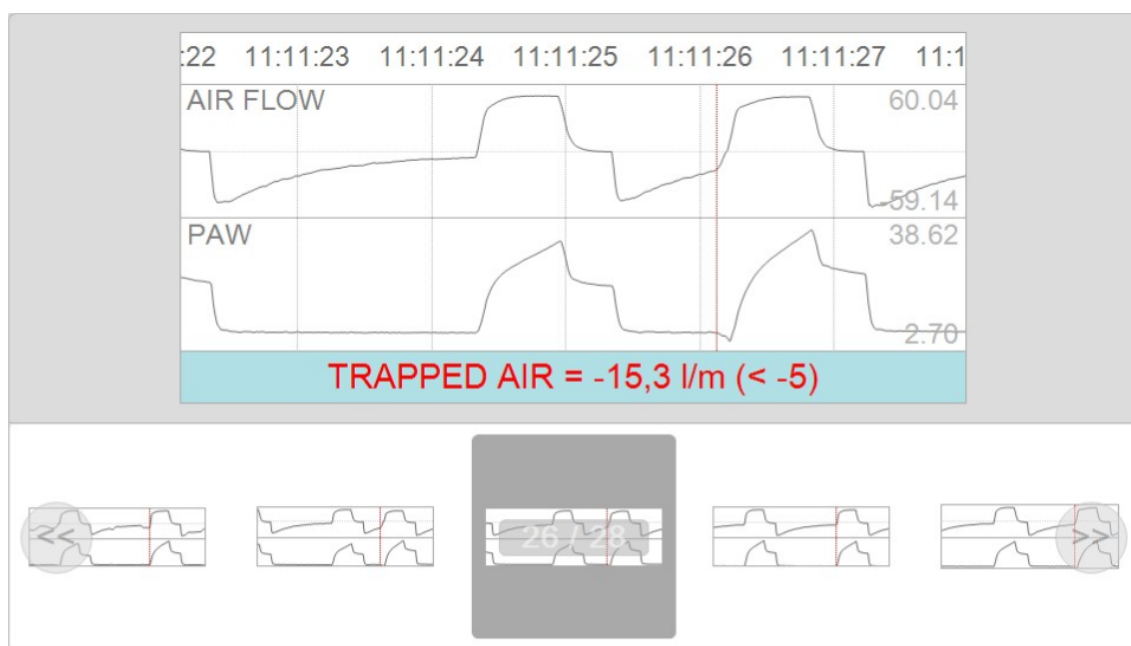 :22 11:11:23 11:11:24 11:11:25 11:11:26 11:11:27 11:1
AIR FLOW 60.04
-59.14
PAW 38.62
2.70
TRAPPED AIR = -15,3 l/m (< -5)
<< 26 / 28 >>